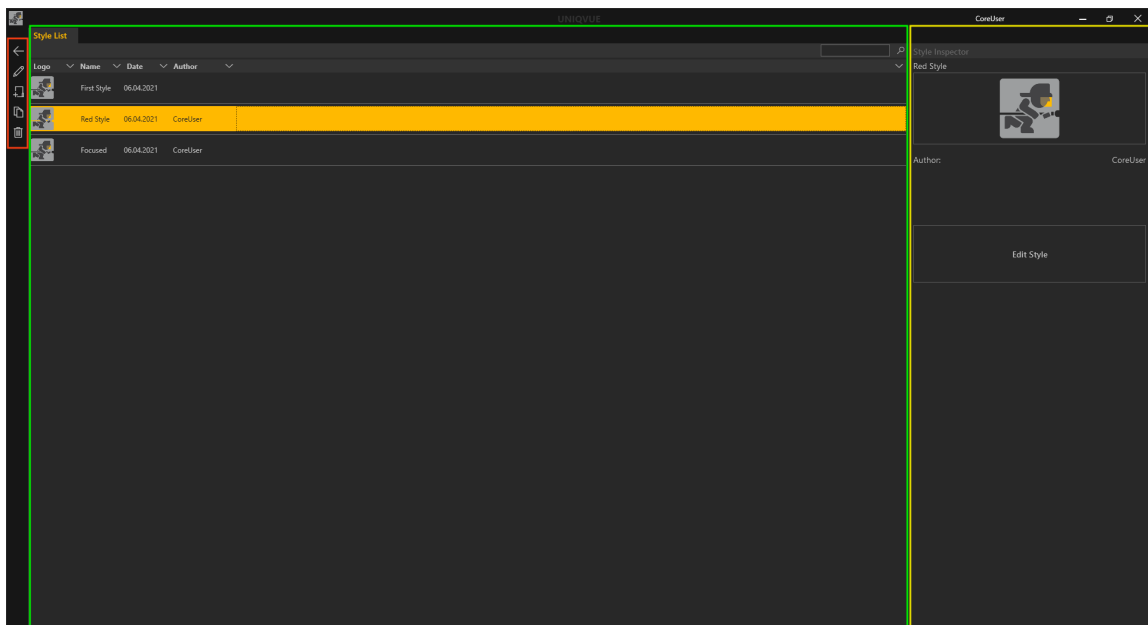 UNIQVUE
CoreUser
Style List
Style Inspector
Logo Name Date Author
Red Style
First Style 06.04.2021
Red Style 06.04.2021 CoreUser
Focused 06.04.2021 CoreUser
Author: CoreUser
Edit Style